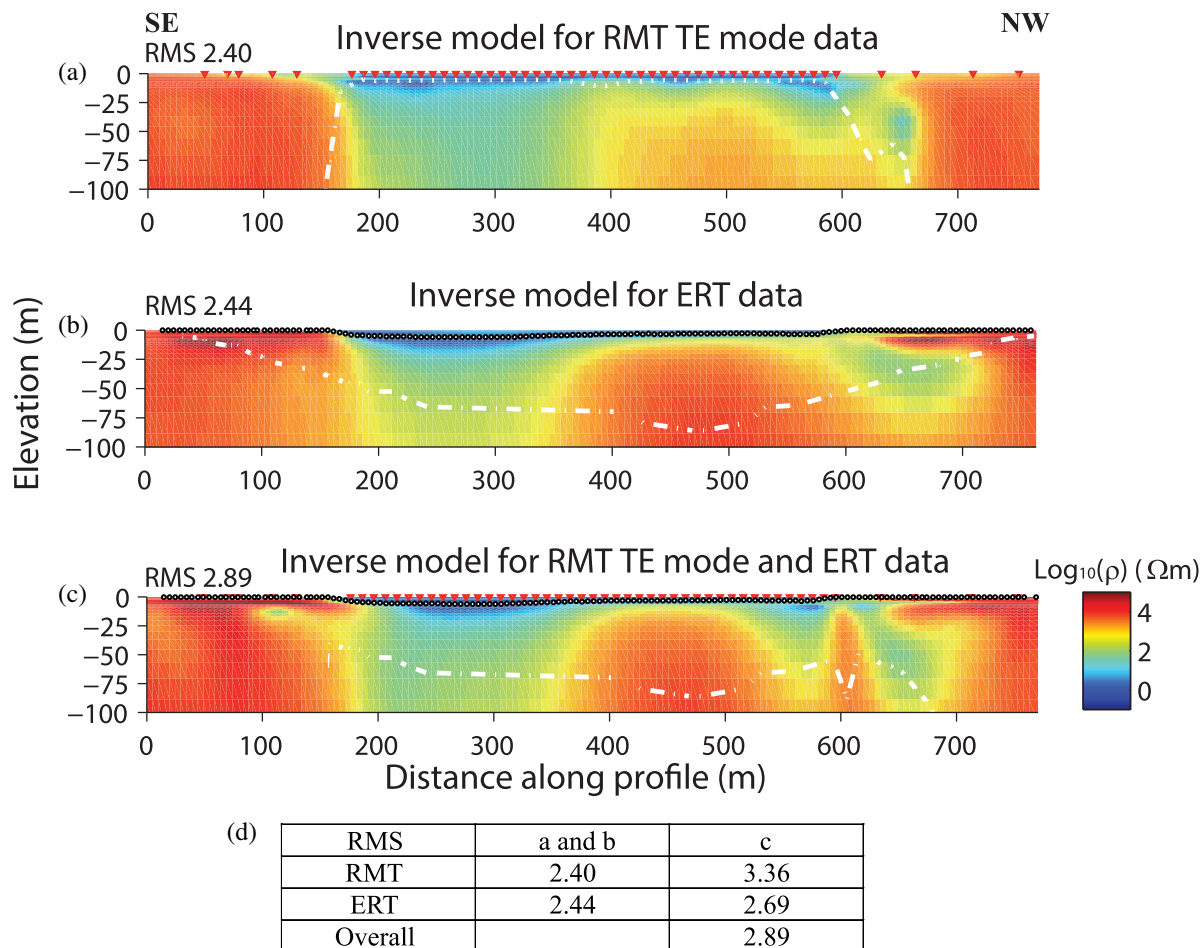 SE NW
Inverse model for RMT TE mode data
RMS 2.40
(a)
0
−25
−50
−75
−100
0 100 200 300 400 500 600 700
Inverse model for ERT data
RMS 2.44
(b)
0
−25
−50
−75
−100
0 100 200 300 400 500 600 700
Elevation (m)
Inverse model for RMT TE mode and ERT data
RMS 2.89
(c)
0
−25
−50
−75
−100
0 100 200 300 400 500 600 700
Distance along profile (m)
Log₁₀(ρ) (Ωm)
4
2
0
(d)
RMS a and b c
RMT 2.40 3.36
ERT 2.44 2.69
Overall 2.89